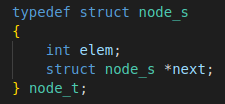 typedef struct node_s
{
    int elem;
    struct node_s *next;
} node_t;